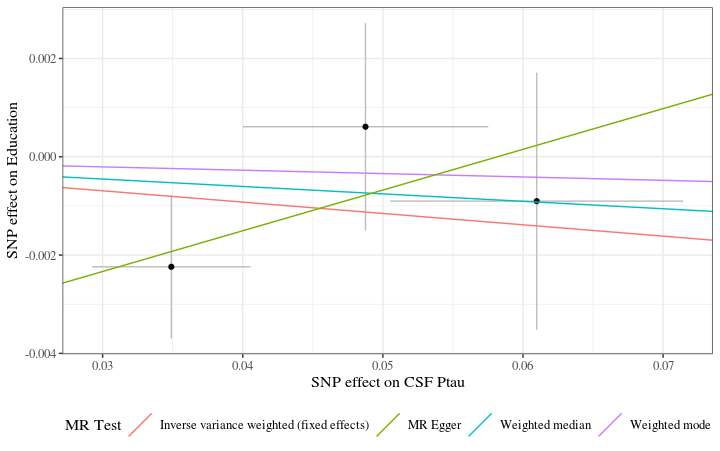 SNP effect on Education
0.002
0.000
-0.002
-0.004
0.03 0.04 0.05 0.06 0.07
SNP effect on CSF Ptau
MR Test Inverse variance weighted (fixed effects) MR Egger Weighted median Weighted mode